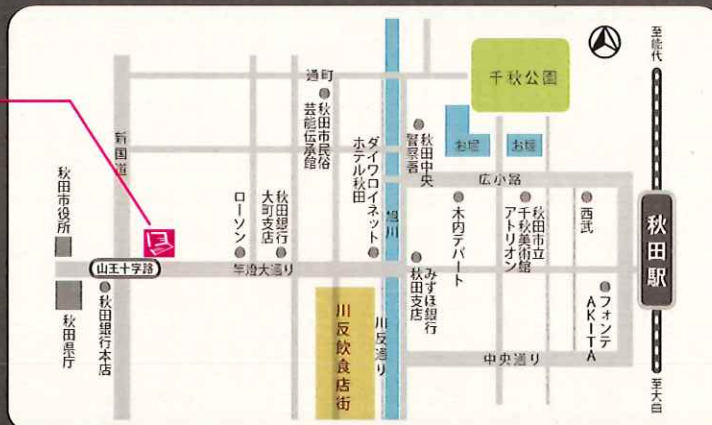 至能代
千秋公園
通町
新国道
秋田市民俗
芸能伝承館
ダイワロイネット
ホテル秋田
秋田中央
警察署
お堀
お堀
広小路
秋田市役所
ローソン
秋田銀行
大町支店
旭川
木内デパート
秋田市立
千秋美術館
アトリオン
西武
秋田駅
山王十字路
竿燈大通り
みずほ銀行
秋田支店
フォンテ
AKITA
秋田県庁
秋田銀行本店
川反飲食店街
川反通り
中央通り
至大曲